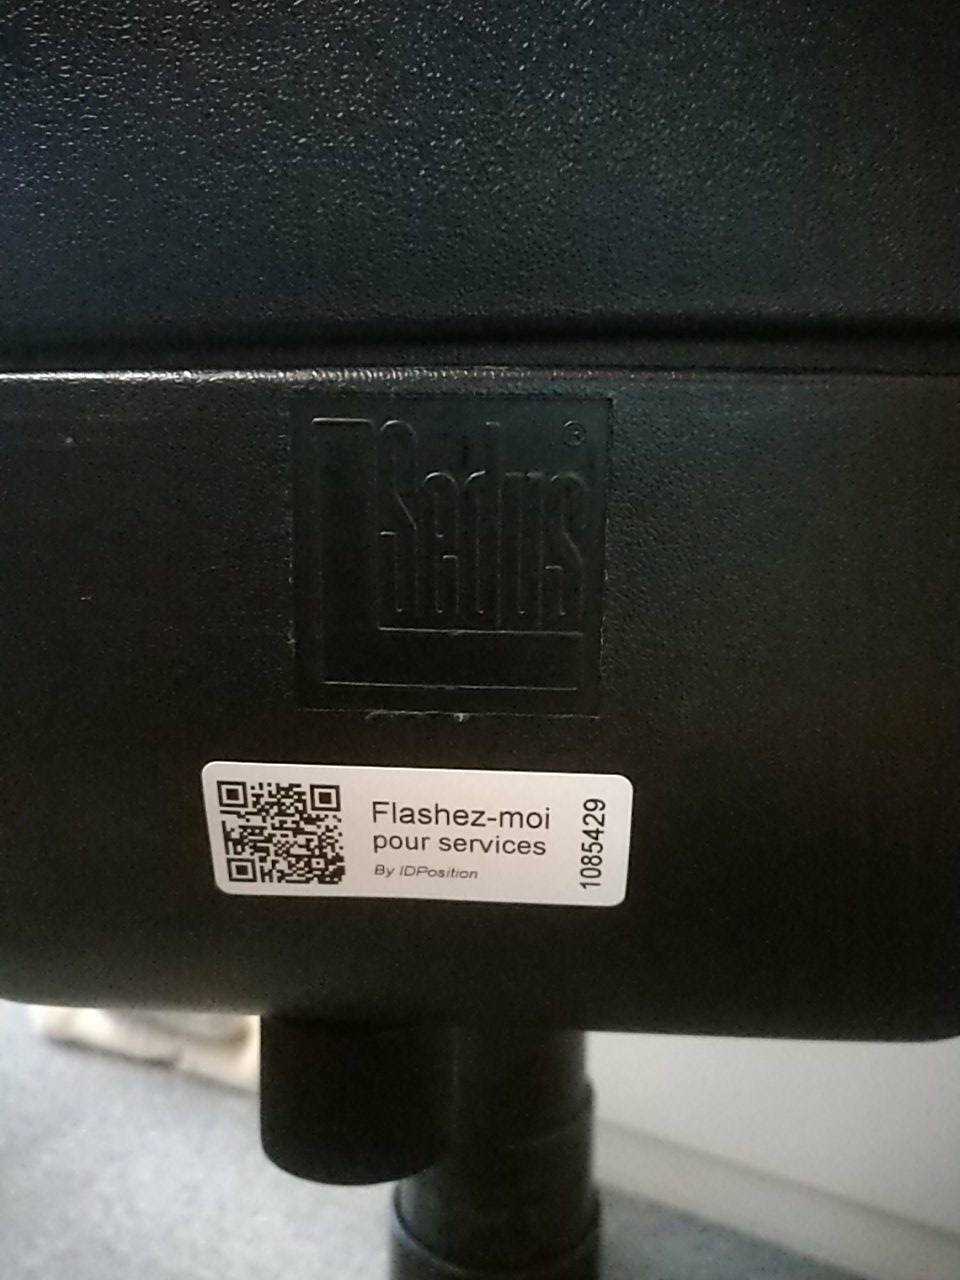 Sedus®
Flashez-moi
pour services
By IDPosition
1085429